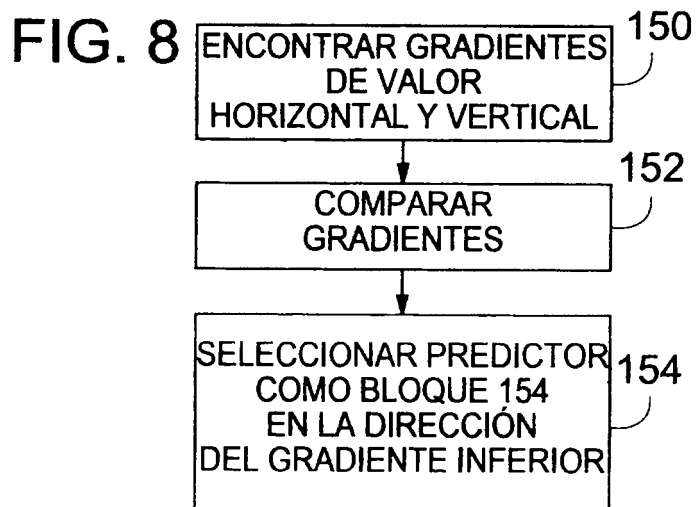 FIG. 8
ENCONTRAR GRADIENTES
DE VALOR
HORIZONTAL Y VERTICAL
150
COMPARAR
GRADIENTES
152
SELECCIONAR PREDICTOR
COMO BLOQUE 154
EN LA DIRECCIÓN
DEL GRADIENTE INFERIOR
154